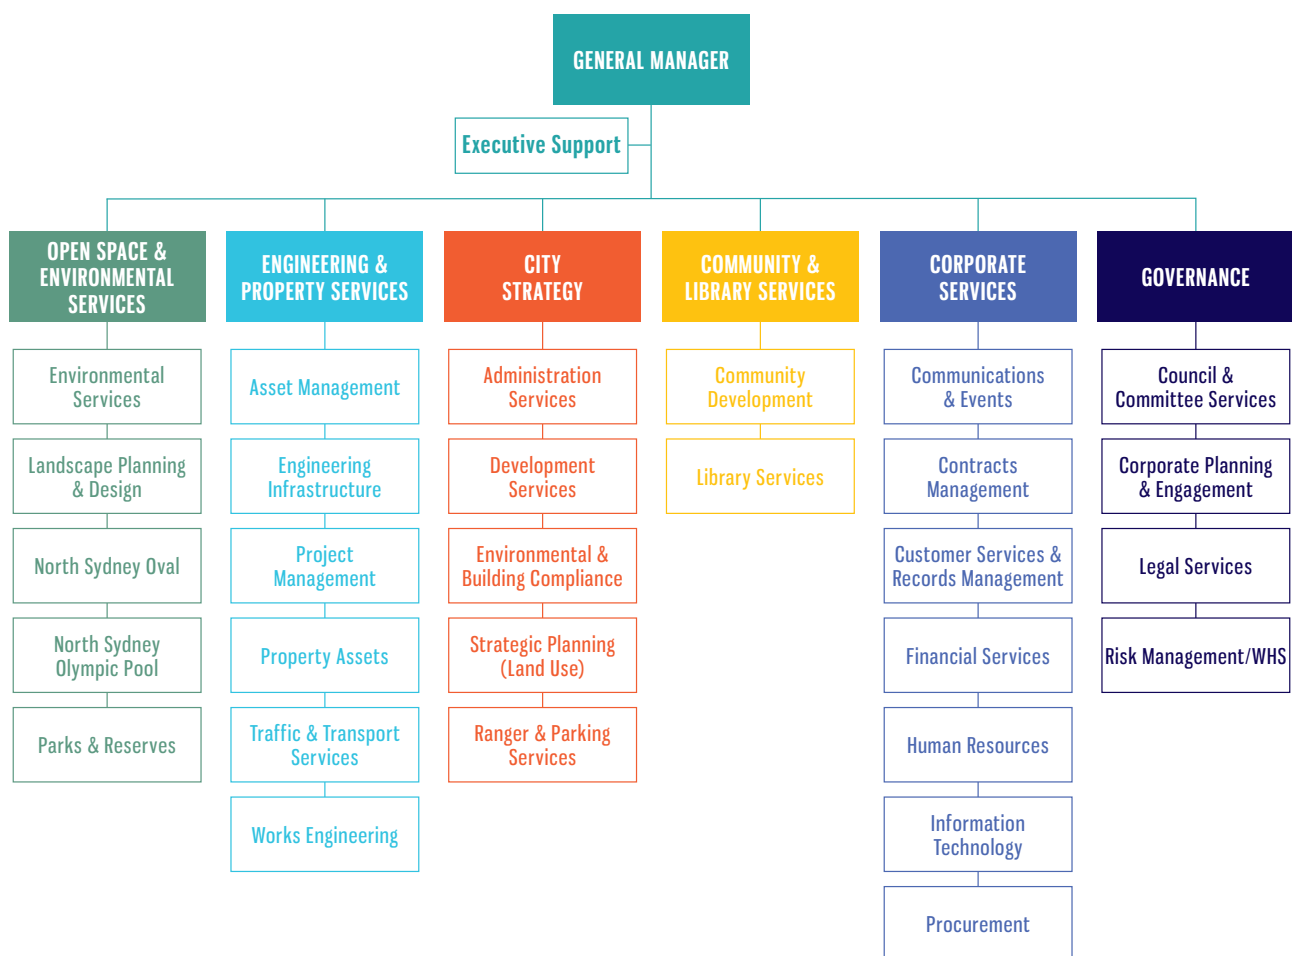 GENERAL MANAGER
Executive Support
OPEN SPACE &
ENVIRONMENTAL
SERVICES
Environmental
Services
Landscape Planning
& Design
North Sydney Oval
North Sydney
Olympic Pool
Parks & Reserves
ENGINEERING &
PROPERTY SERVICES
Asset Management
Engineering
Infrastructure
Project
Management
Property Assets
Traffic & Transport
Services
Works Engineering
CITY
STRATEGY
Administration
Services
Development
Services
Environmental &
Building Compliance
Strategic Planning
(Land Use)
Ranger & Parking
Services
COMMUNITY &
LIBRARY SERVICES
Community
Development
Library Services
CORPORATE
SERVICES
Communications
& Events
Contracts
Management
Customer Services &
Records Management
Financial Services
Human Resources
Information
Technology
Procurement
GOVERNANCE
Council &
Committee Services
Corporate Planning
& Engagement
Legal Services
Risk Management/WHS